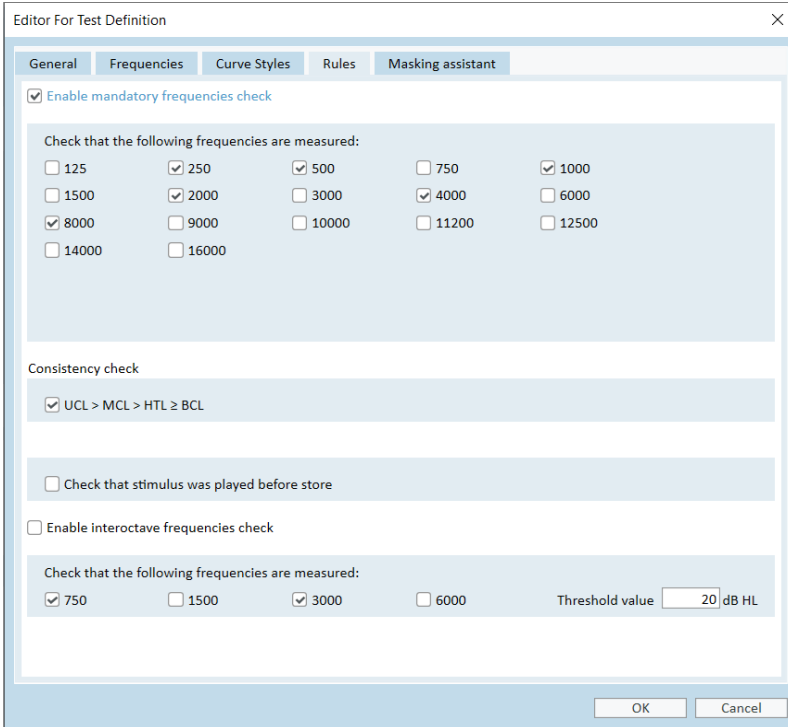 Editor For Test Definition
General Frequencies Curve Styles Rules Masking assistant
Enable mandatory frequencies check
Check that the following frequencies are measured:
125 250 500 750 1000
1500 2000 3000 4000 6000
8000 9000 10000 11200 12500
14000 16000
Consistency check
UCL > MCL > HTL ≥ BCL
Check that stimulus was played before store
Enable interoctave frequencies check
Check that the following frequencies are measured:
750 1500 3000 6000 Threshold value 20 dB HL
OK Cancel